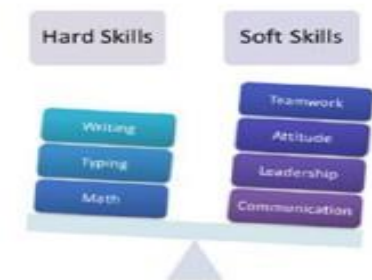 Hard Skills
Soft Skills
Writing
Typing
Math
Teamwork
Attitude
Leadership
Communication